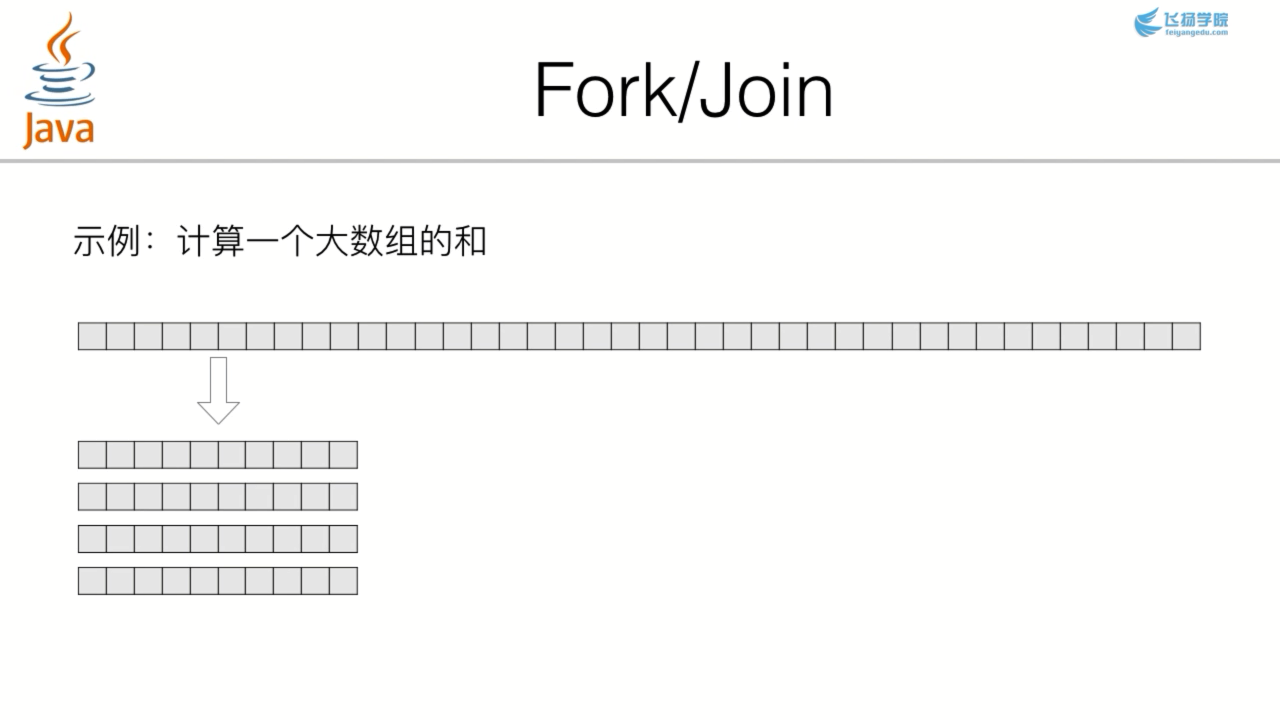 飞扬学院
feiyangedu.com
Java
Fork/Join
示例：计算一个大数组的和